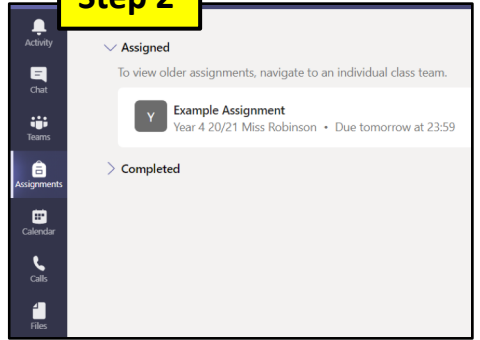 Step 2
Activity
Chat
Teams
Assignments
Calendar
Calls
Files
Assigned
To view older assignments, navigate to an individual class team.
Y
Example Assignment
Year 4 20/21 Miss Robinson • Due tomorrow at 23:59
Completed